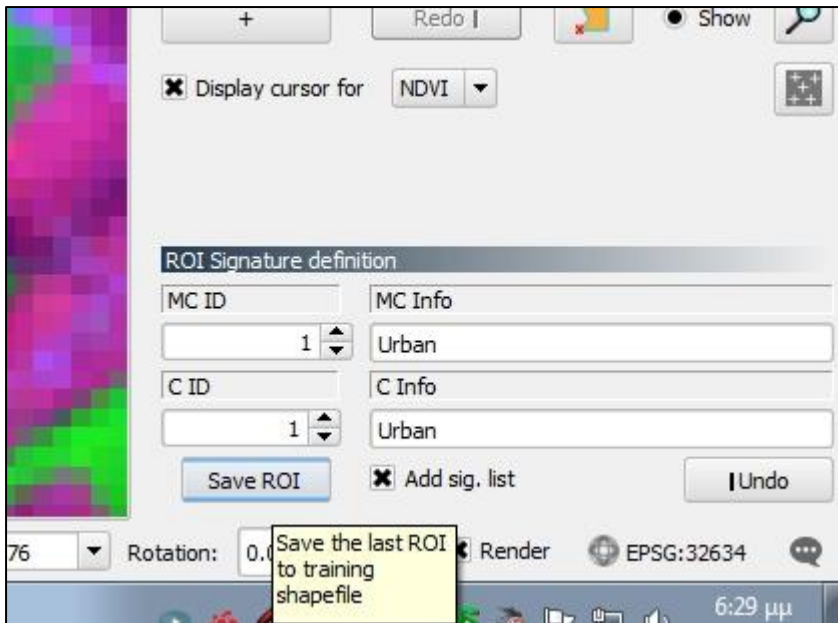 + Redo Show
Display cursor for NDVI
ROI Signature definition
MC ID MC Info
1 Urban
C ID C Info
1 Urban
Save ROI Add sig. list Undo
76 Rotation: 0.0 Render EPSG:32634
Save the last ROI
to training
shapefile
6:29 μμ